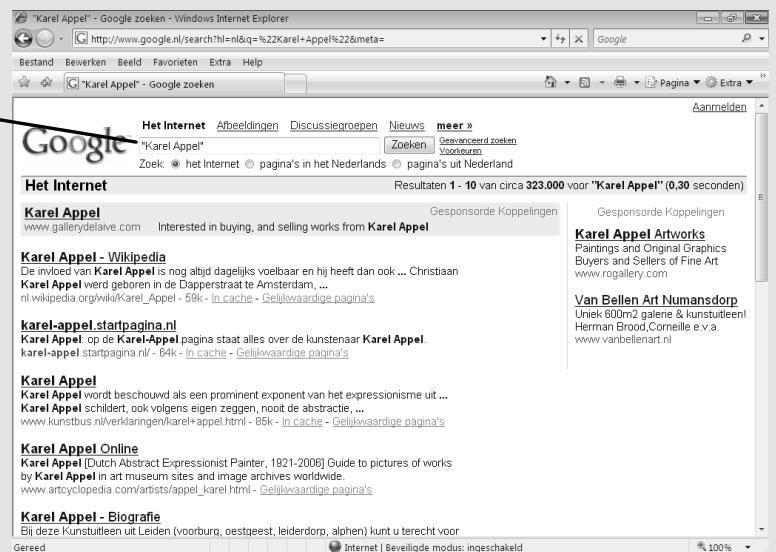 "Karel Appel" - Google zoeken - Windows Internet Explorer
http://www.google.nl/search?hl=nl&q=%22Karel+Appel%22&meta=
Google
Bestand Bewerken Beeld Favorieten Extra Help
"Karel Appel" - Google zoeken
Pagina Extra
Aanmelden
Google
Het Internet Afbeeldingen Discussiegroepen Nieuws meer »
"Karel Appel" Zoeken Geavanceerd zoeken
Voorkeuren
Zoek: het Internet pagina's in het Nederlands pagina's uit Nederland
Het Internet Resultaten 1 - 10 van circa 323.000 voor "Karel Appel" (0,30 seconden)
Karel Appel Gesponsorde Koppelingen
www.gallerydelaive.com Interested in buying, and selling works from Karel Appel
Karel Appel - Wikipedia
De invloed van Karel Appel is nog altijd dagelijks voelbaar en hij heeft dan ook ... Christiaan
Karel Appel werd geboren in de Dapperstraat te Amsterdam, ...
nl.wikipedia.org/wiki/Karel_Appel - 59k - In cache - Gelijkwaardige pagina's
karel-appel.startpagina.nl
Karel Appel: op de Karel-Appel.pagina staat alles over de kunstenaar Karel Appel.
karel-appel.startpagina.nl/ - 64k - In cache - Gelijkwaardige pagina's
Karel Appel
Karel Appel wordt beschouwd als een prominent exponent van het expressionisme uit ...
Karel Appel schildert, ook volgens eigen zeggen, nooit de abstractie, ...
www.kunstbus.nl/verklaringen/karel+appel.html - 85k - In cache - Gelijkwaardige pagina's
Karel Appel Online
Karel Appel [Dutch Abstract Expressionist Painter, 1921-2006] Guide to pictures of works
by Karel Appel in art museum sites and image archives worldwide.
www.artcyclopedia.com/artists/appel_karel.html - Gelijkwaardige pagina's
Karel Appel - Biografie
Bij deze Kunstuitleen uit Leiden (voorburg, oestgeest, leiderdorp, alphen) kunt u terecht voor
Gesponsorde Koppelingen
Karel Appel Artworks
Paintings and Original Graphics
Buyers and Sellers of Fine Art
www.rogallery.com
Van Bellen Art Numansdorp
Uniek 600m2 galerie & kunstuitleen!
Herman Brood,Corneille e.v.a.
www.vanbellenart.nl
Gereed Internet | Beveiligde modus: ingeschakeld 100%